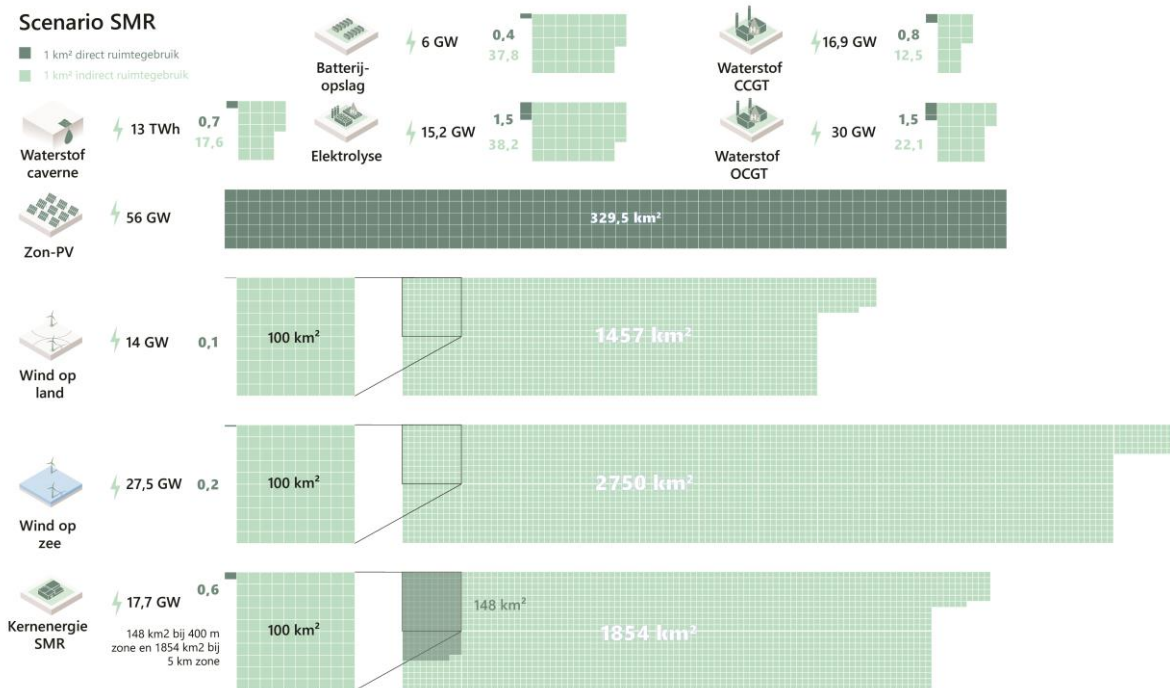 Scenario SMR
1 km² direct ruimtegebruik
1 km² indirect ruimtegebruik
Batterij-
opslag
6 GW
0,4
37,8
Waterstof
CCGT
16,9 GW
0,8
12,5
Waterstof
caverne
13 TWh
0,7
17,6
Elektrolyse
15,2 GW
1,5
38,2
Waterstof
OCGT
30 GW
1,5
22,1
Zon-PV
56 GW
329,5 km²
Wind op
land
14 GW
0,1
100 km²
1457 km²
Wind op
zee
27,5 GW
0,2
100 km²
2750 km²
Kernenergie
SMR
17,7 GW
148 km2 bij 400 m
zone en 1854 km2 bij
5 km zone
0,6
100 km²
148 km²
1854 km²